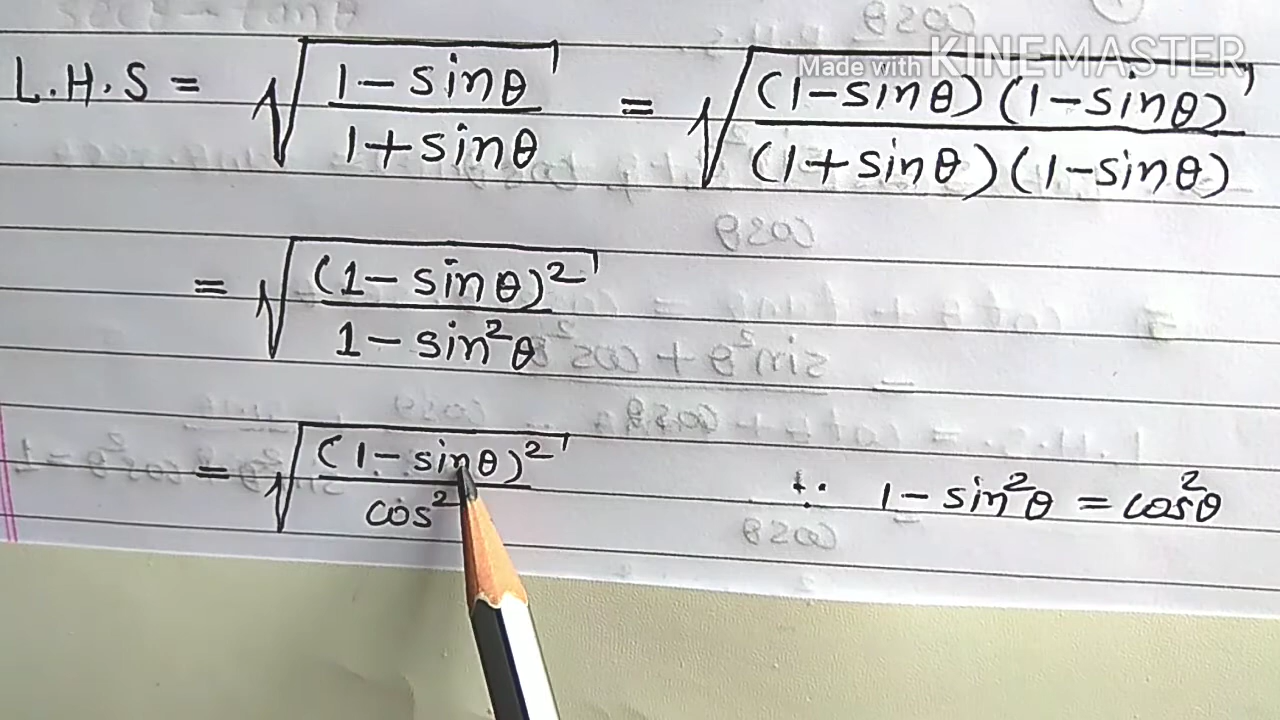 Made with KINEMASTER
L.H.S = √((1-sinθ)/(1+sinθ)) = √((1-sinθ)(1-sinθ)/(1+sinθ)(1-sinθ))
= √((1-sinθ)²/(1-sin²θ))
= √((1-sinθ)²/cos²) ∵ 1-sin²θ = cos²θ